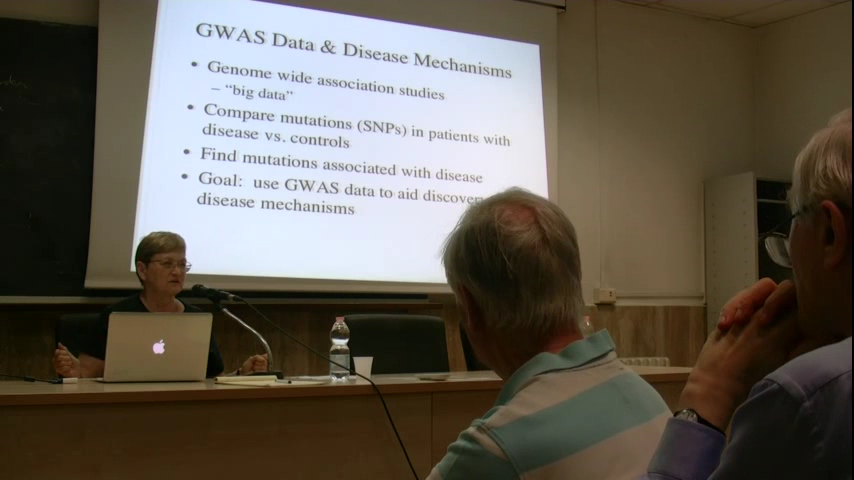 GWAS Data & Disease Mechanisms
• Genome wide association studies
– "big data"
• Compare mutations (SNPs) in patients with
disease vs. controls
• Find mutations associated with disease
• Goal: use GWAS data to aid discovery
disease mechanisms